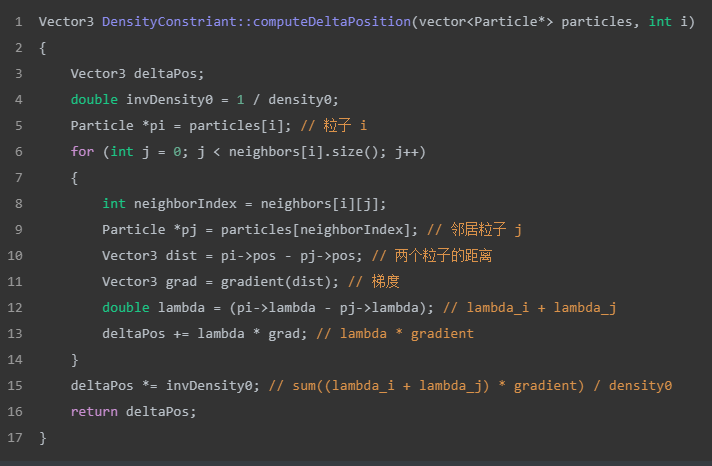 1 Vector3 DensityConstriant::computeDeltaPosition(vector<Particle*> particles, int i)
2 {
3     Vector3 deltaPos;
4     double invDensity0 = 1 / density0;
5     Particle *pi = particles[i]; // 粒子 i
6     for (int j = 0; j < neighbors[i].size(); j++)
7     {
8         int neighborIndex = neighbors[i][j];
9         Particle *pj = particles[neighborIndex]; // 邻居粒子 j
10         Vector3 dist = pi->pos - pj->pos; // 两个粒子的距离
11         Vector3 grad = gradient(dist); // 梯度
12         double lambda = (pi->lambda - pj->lambda); // lambda_i + lambda_j
13         deltaPos += lambda * grad; // lambda * gradient
14     }
15     deltaPos *= invDensity0; // sum((lambda_i + lambda_j) * gradient) / density0
16     return deltaPos;
17 }